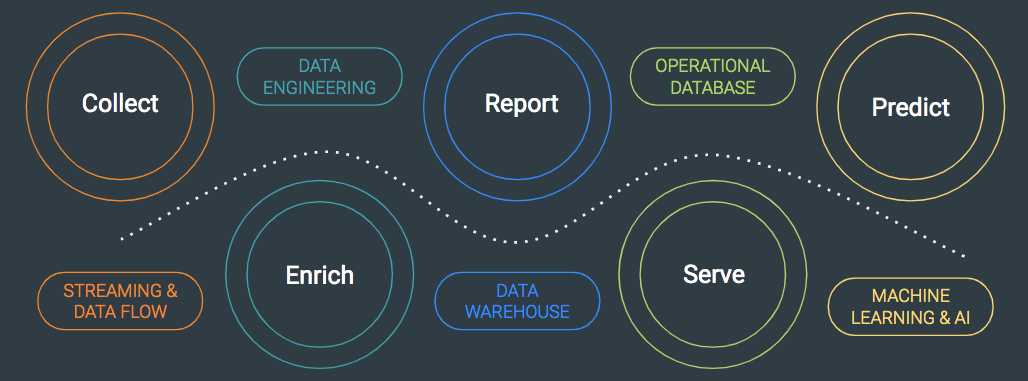 Collect
STREAMING &
DATA FLOW
DATA
ENGINEERING
Enrich
Report
DATA
WAREHOUSE
OPERATIONAL
DATABASE
Serve
Predict
MACHINE
LEARNING & AI